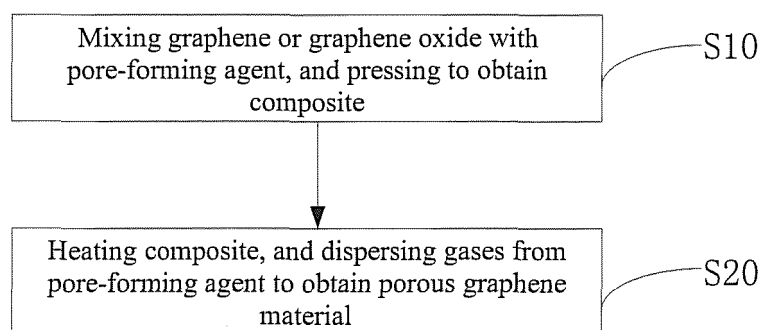 Mixing graphene or graphene oxide with
pore-forming agent, and pressing to obtain
composite
S10
Heating composite, and dispersing gases from
pore-forming agent to obtain porous graphene
material
S20